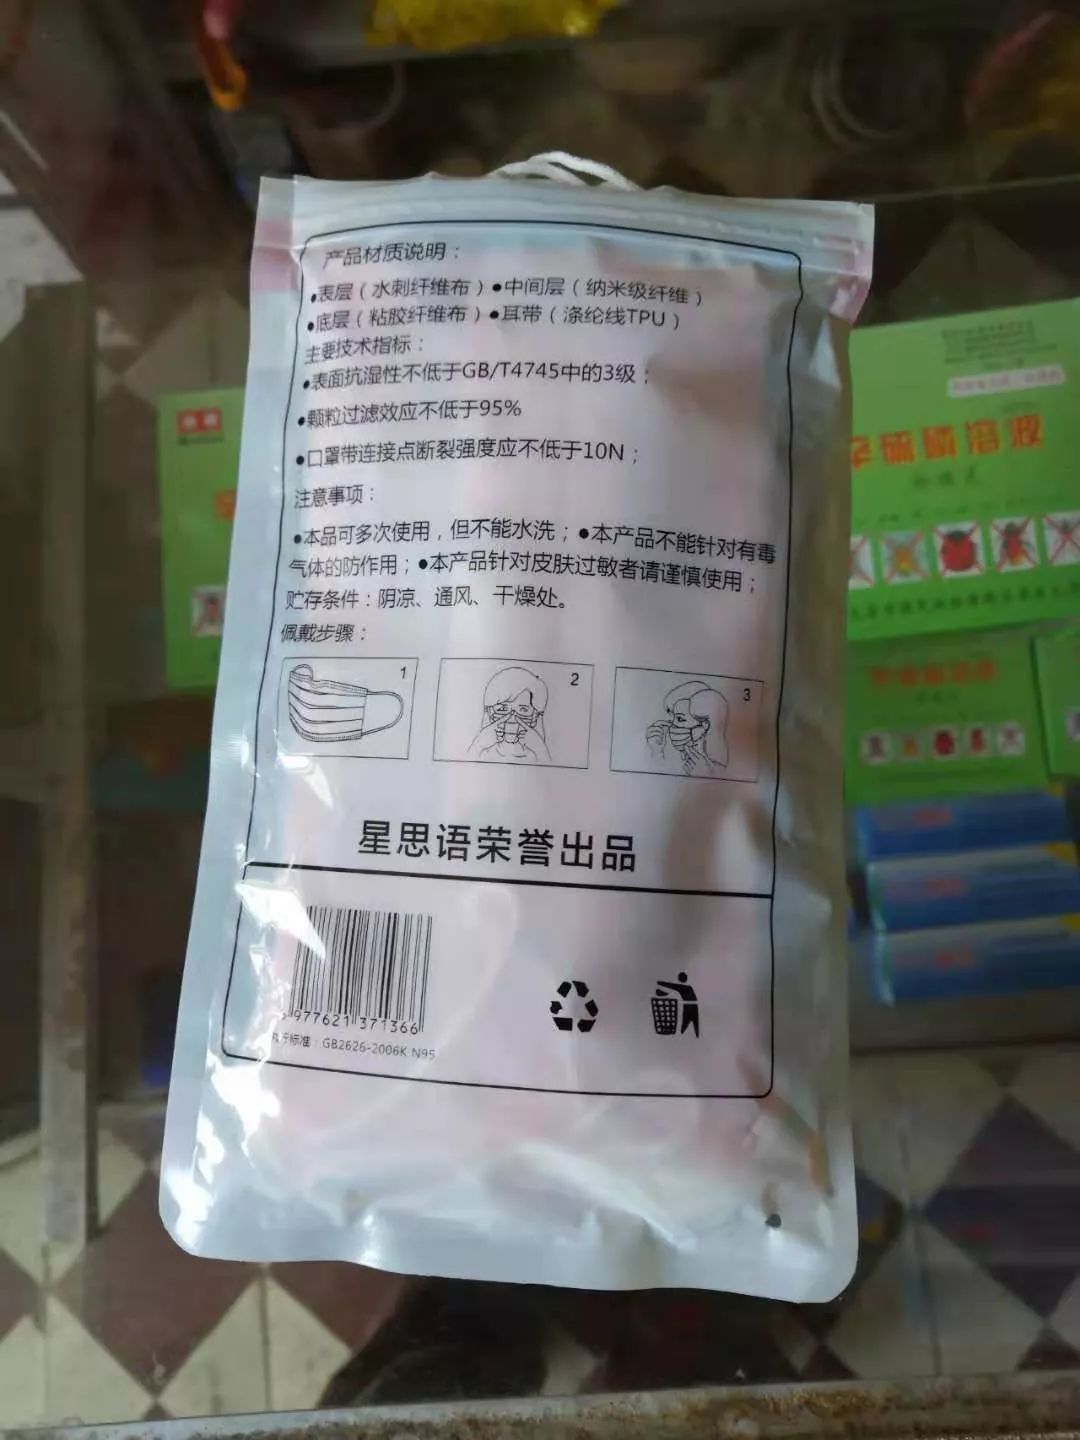 产品材质说明：
●表层（水刺纤维布）●中间层（纳米级纤维）
●底层（粘胶纤维布）●耳带（涤纶线TPU）
主要技术指标：
●表面抗湿性不低于GB/T4745中的3级；
●颗粒过滤效应不低于95%
●口罩带连接点断裂强度应不低于10N；
注意事项：
●本品可多次使用，但不能水洗；●本产品不能针对有毒
气体的防作用；●本产品针对皮肤过敏者请谨慎使用；
贮存条件：阴凉、通风、干燥处。
佩戴步骤：
1
2
3
星思语荣誉出品
977621 371366
标准：GB2626-2006K N95
辛硫磷溶液